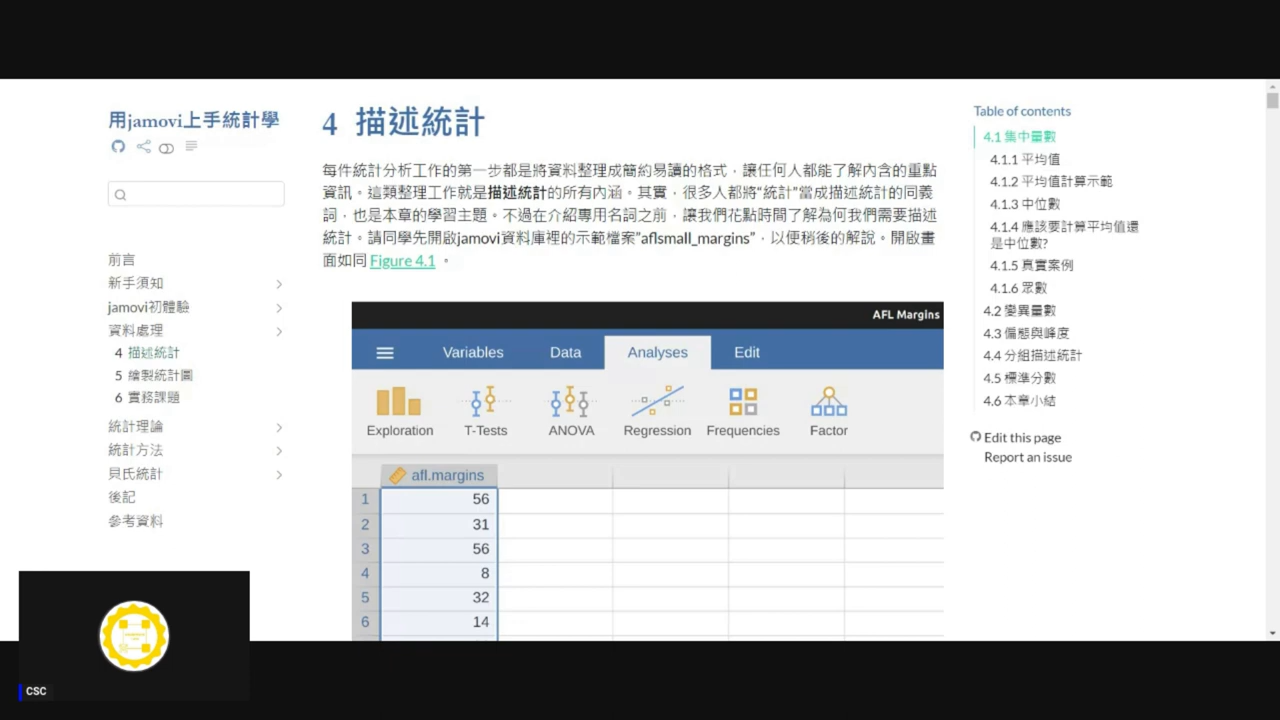 用jamovi上手統計學
前言
新手須知
jamovi初體驗
資料處理
4 描述統計
5 繪製統計圖
6 實務課題
統計理論
統計方法
貝氏統計
後記
參考資料
4 描述統計
每件統計分析工作的第一步都是將資料整理成簡約易讀的格式，讓任何人都能了解內含的重點
資訊。這類整理工作就是描述統計的所有內涵。其實，很多人都將“統計”當成描述統計的同義
詞，也是本章的學習主題。不過在介紹專用名詞之前，讓我們花點時間了解為何我們需要描述
統計。請同學先開啟jamovi資料庫裡的示範檔案”aflsmall_margins”，以便稍後的解說。開啟畫
面如同 Figure 4.1 。
AFL Margins
Variables Data Analyses Edit
Exploration T-Tests ANOVA Regression Frequencies Factor
afl.margins
1 56
2 31
3 56
4 8
5 32
6 14
Table of contents
4.1 集中量數
4.1.1 平均值
4.1.2 平均值計算示範
4.1.3 中位數
4.1.4 應該要計算平均值還
是中位數?
4.1.5 真實案例
4.1.6 眾數
4.2 變異量數
4.3 偏態與峰度
4.4 分組描述統計
4.5 標準分數
4.6 本章小結
Edit this page
Report an issue
CSC